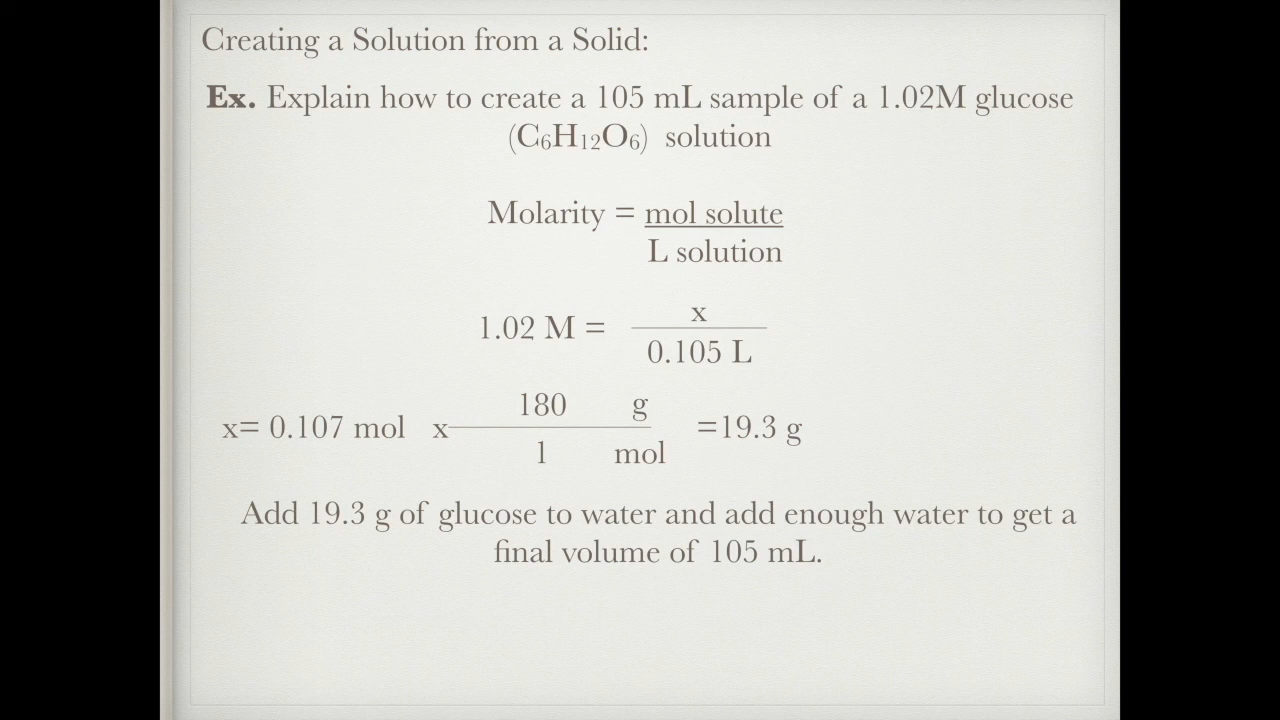 Creating a Solution from a Solid:
Ex. Explain how to create a 105 mL sample of a 1.02M glucose
(C₆H₁₂O₆) solution
Molarity = mol solute
L solution
x
1.02 M =
0.105 L
180 g
x= 0.107 mol x =19.3 g
1 mol
Add 19.3 g of glucose to water and add enough water to get a
final volume of 105 mL.